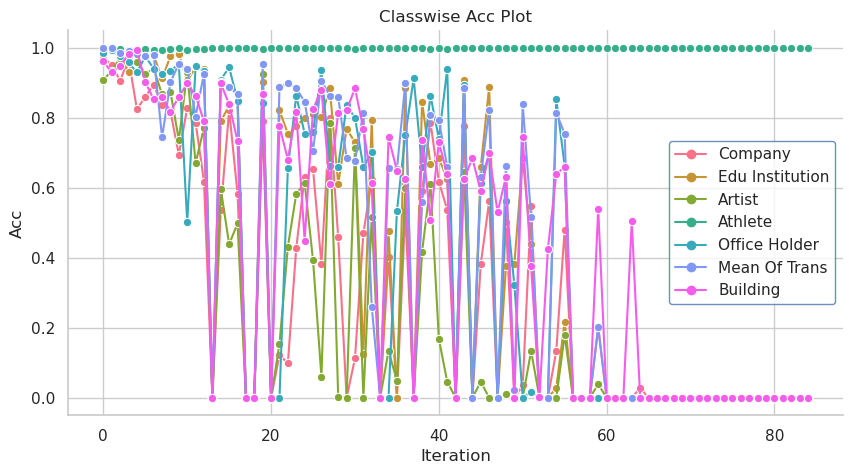 Classwise Acc Plot
1.0
0.8
0.6
0.4
0.2
0.0
Acc
Company
Edu Institution
Artist
Athlete
Office Holder
Mean Of Trans
Building
0 20 40 60 80
Iteration